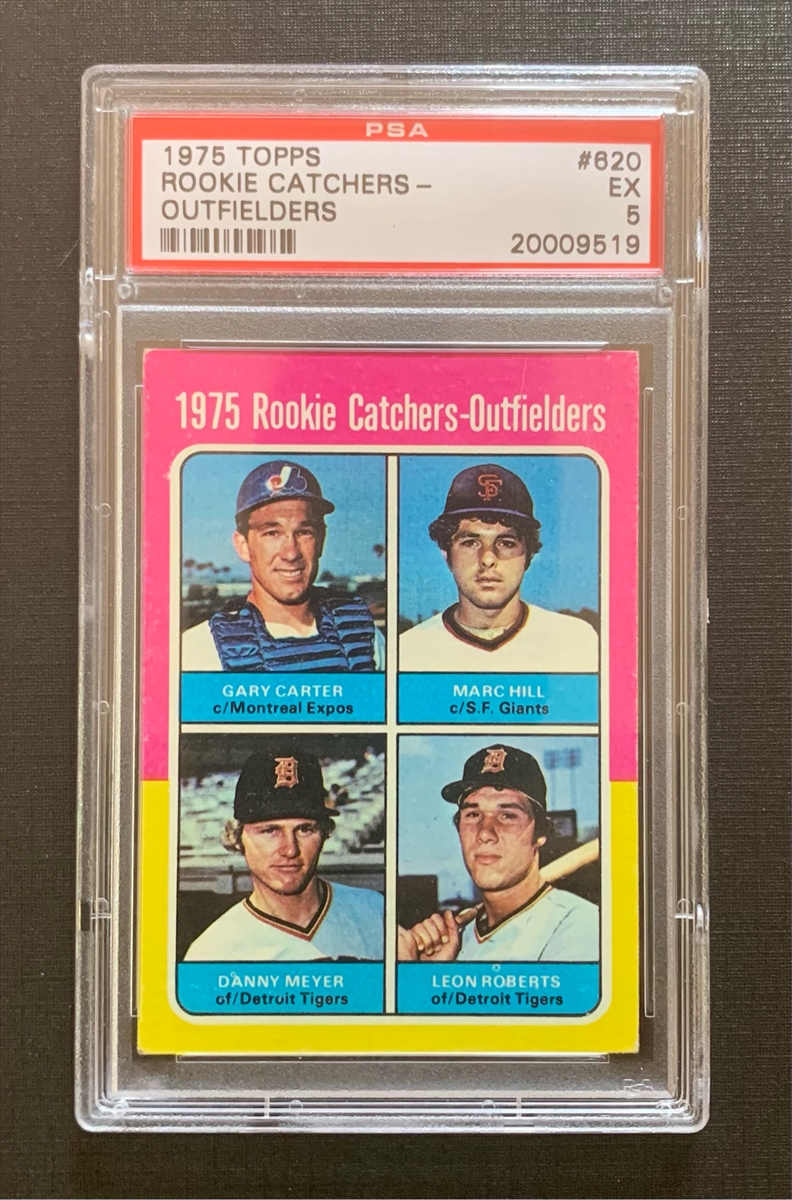 PSA
1975 TOPPS #620
ROOKIE CATCHERS- EX
OUTFIELDERS 5
20009519
1975 Rookie Catchers-Outfielders
GARY CARTER
c/Montreal Expos
MARC HILL
c/S.F. Giants
DANNY MEYER
of/Detroit Tigers
LEON ROBERTS
of/Detroit Tigers